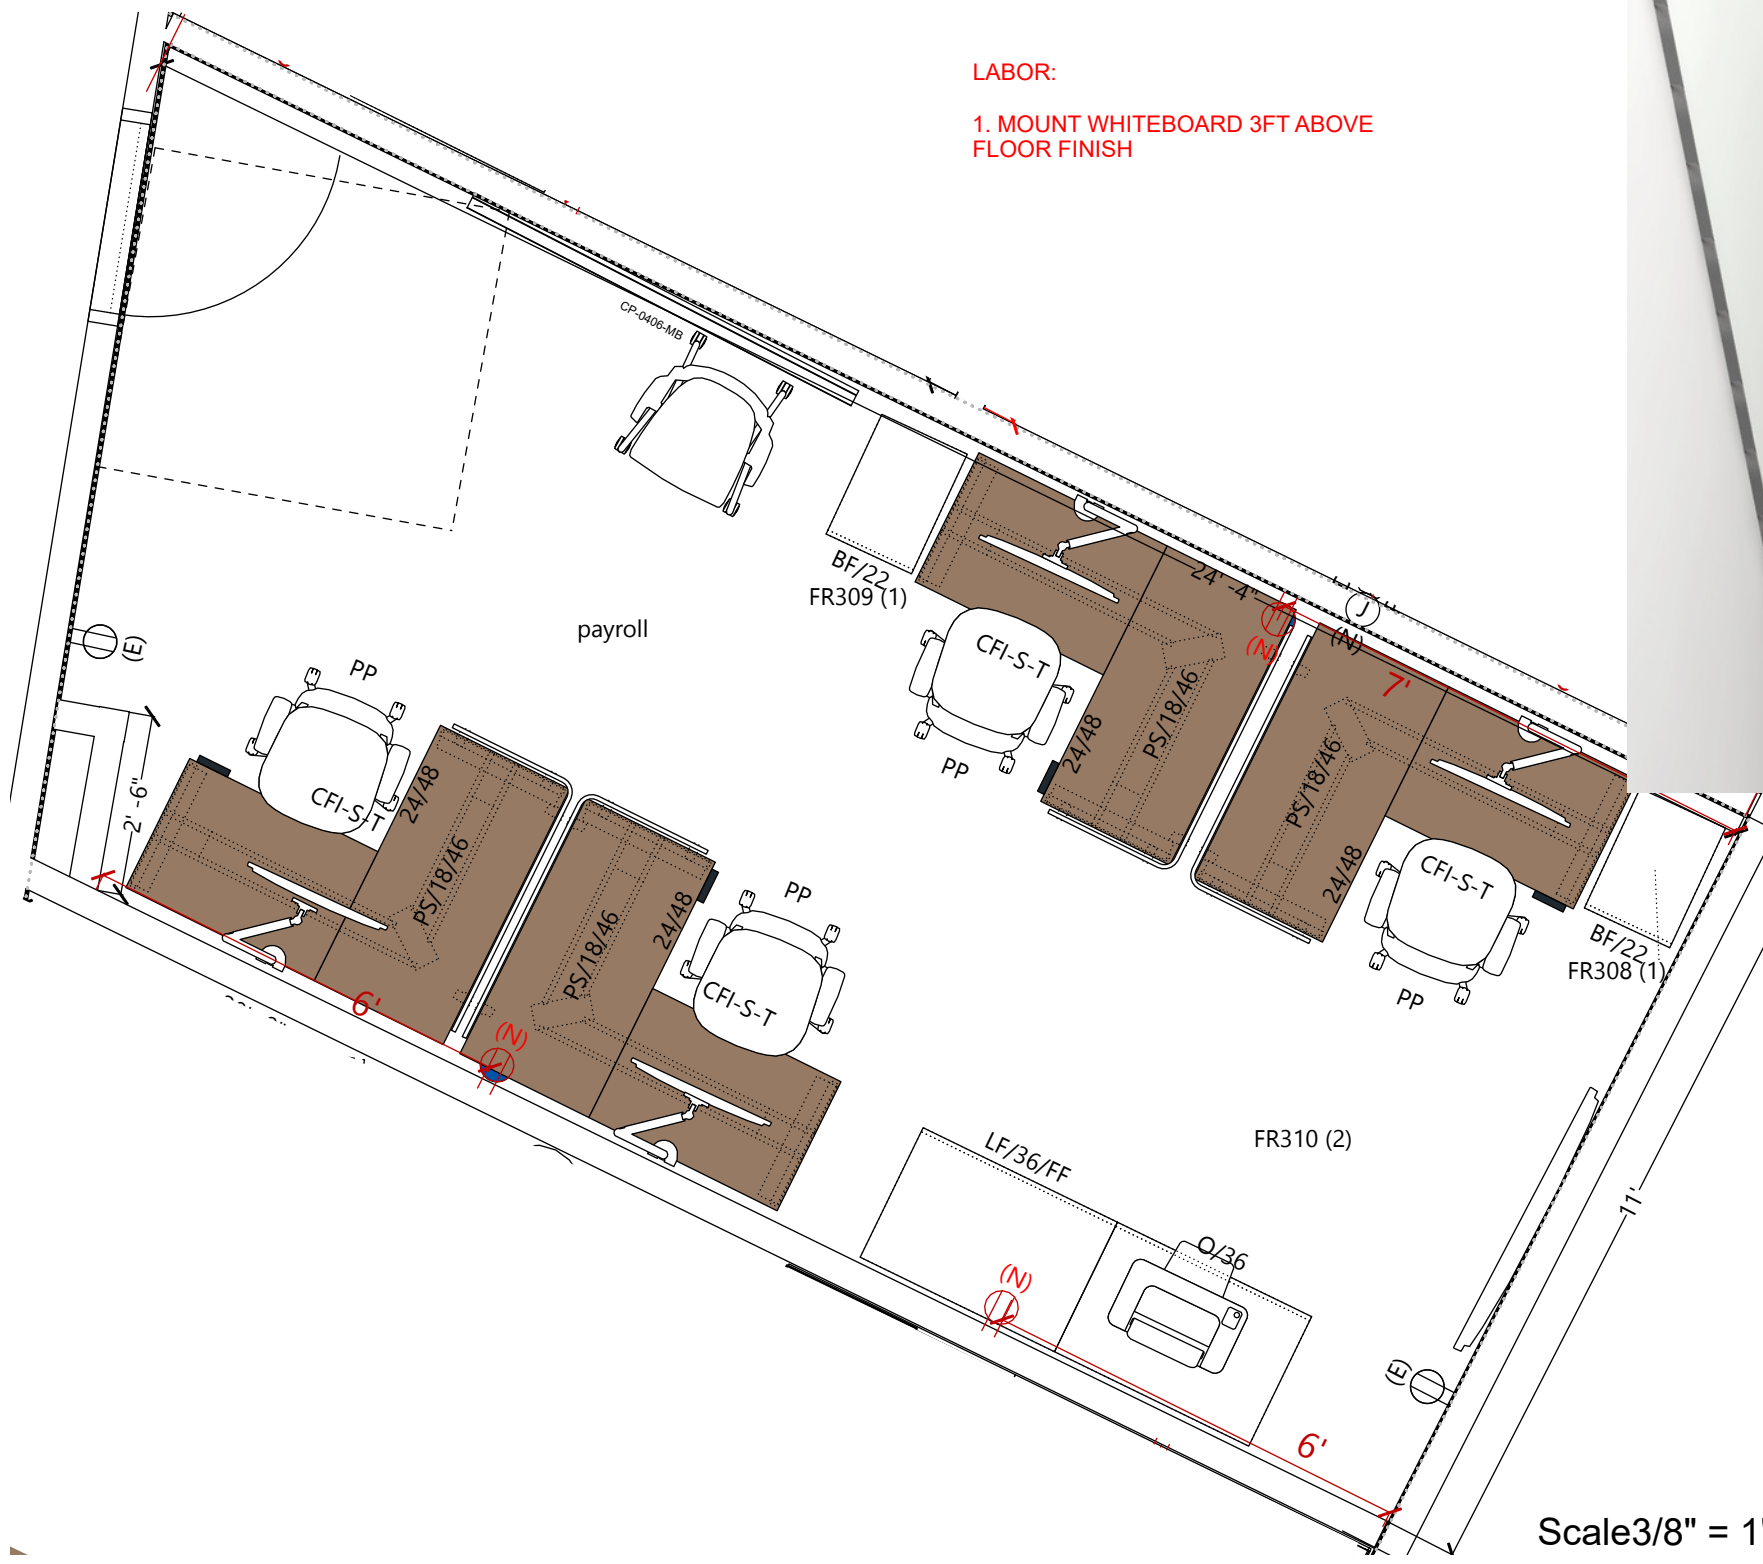 LABOR:
1. MOUNT WHITEBOARD 3FT ABOVE
FLOOR FINISH
CP-0406-MB
BF/22
FR309 (1)
payroll
24' -4"
J
(N)
(N)
7'
(E)
PP
CFI-S-T
24/48
PS/18/46
2' -6"
6'
(N)
PS/18/46
24/48
PP
CFI-S-T
CFI-S-T
PP
24/48
PS/18/46
PS/18/46
24/48
CFI-S-T
PP
BF/22
FR308 (1)
FR310 (2)
LF/36/FF
O/36
(N)
(E)
11'
6'
Scale3/8" = 1'